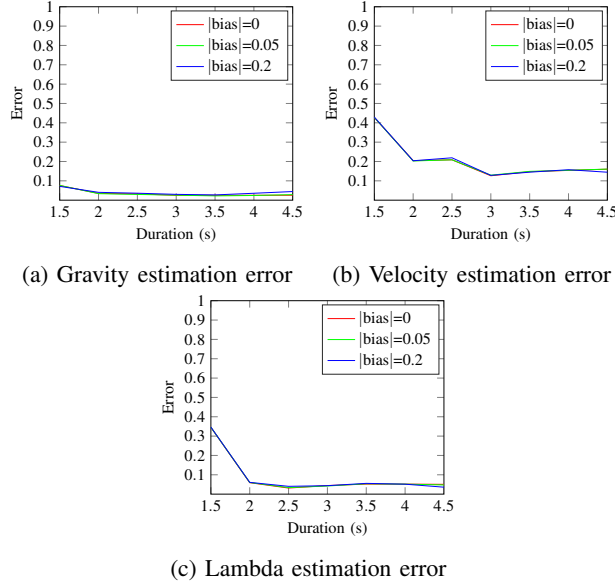 1
0.9
0.8
0.7
0.6
0.5
0.4
0.3
0.2
0.1
Error
|bias|=0
|bias|=0.05
|bias|=0.2
1.5 2 2.5 3 3.5 4 4.5
Duration (s)
(a) Gravity estimation error
1
0.9
0.8
0.7
0.6
0.5
0.4
0.3
0.2
0.1
Error
|bias|=0
|bias|=0.05
|bias|=0.2
1.5 2 2.5 3 3.5 4 4.5
Duration (s)
(b) Velocity estimation error
1
0.9
0.8
0.7
0.6
0.5
0.4
0.3
0.2
0.1
Error
|bias|=0
|bias|=0.05
|bias|=0.2
1.5 2 2.5 3 3.5 4 4.5
Duration (s)
(c) Lambda estimation error